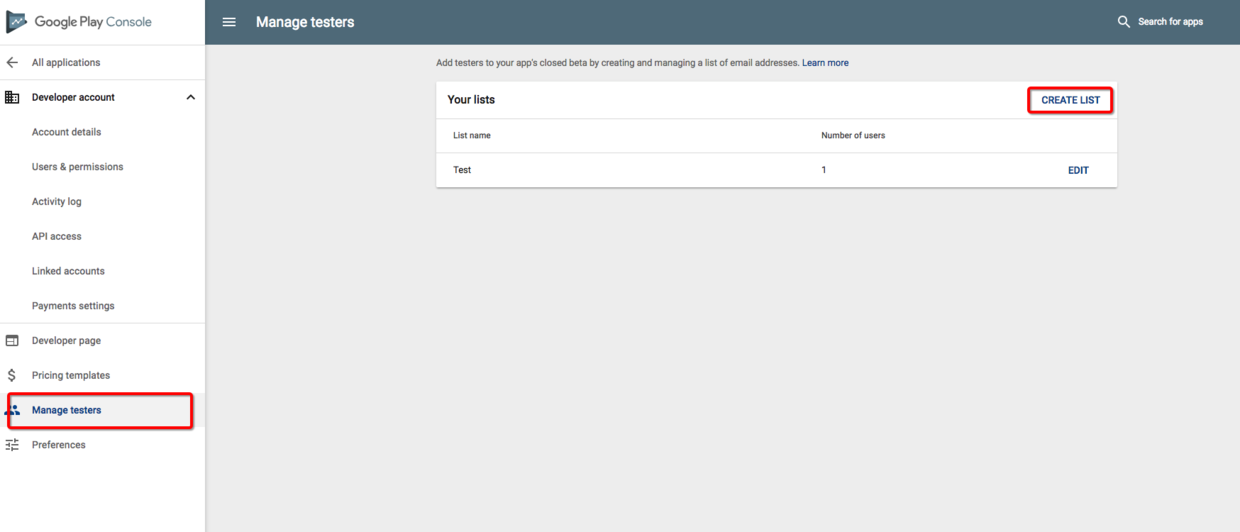 Google Play Console
Manage testers
Search for apps
All applications
Developer account
Account details
Users & permissions
Activity log
API access
Linked accounts
Payments settings
Developer page
Pricing templates
Manage testers
Preferences
Add testers to your app's closed beta by creating and managing a list of email addresses. Learn more
Your lists CREATE LIST
List name Number of users
Test 1 EDIT